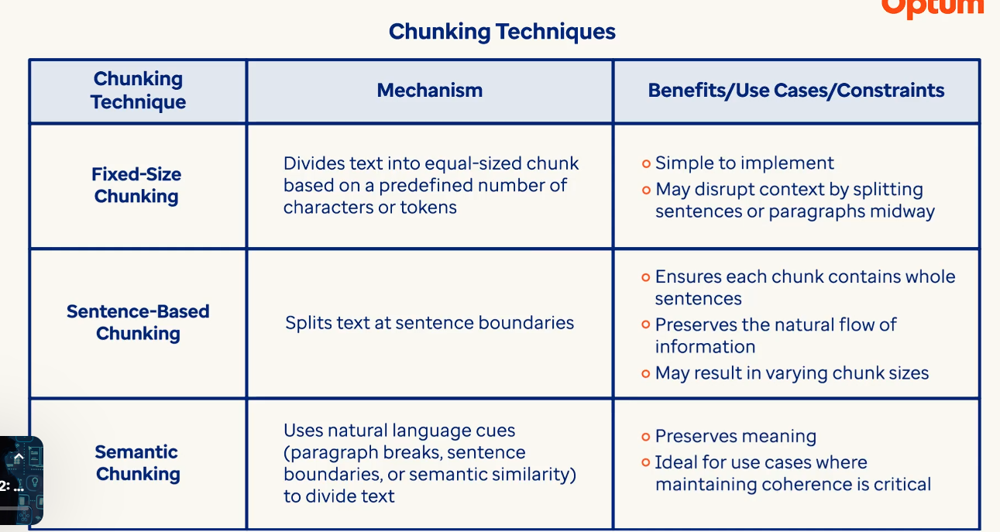 Optum
Chunking Techniques
Chunking
Technique
Mechanism
Benefits/Use Cases/Constraints
Fixed-Size
Chunking
Divides text into equal-sized chunk
based on a predefined number of
characters or tokens
Simple to implement
May disrupt context by splitting
sentences or paragraphs midway
Sentence-Based
Chunking
Splits text at sentence boundaries
Ensures each chunk contains whole
sentences
Preserves the natural flow of
information
May result in varying chunk sizes
Semantic
Chunking
Uses natural language cues
(paragraph breaks, sentence
boundaries, or semantic similarity)
to divide text
Preserves meaning
Ideal for use cases where
maintaining coherence is critical
2: ...